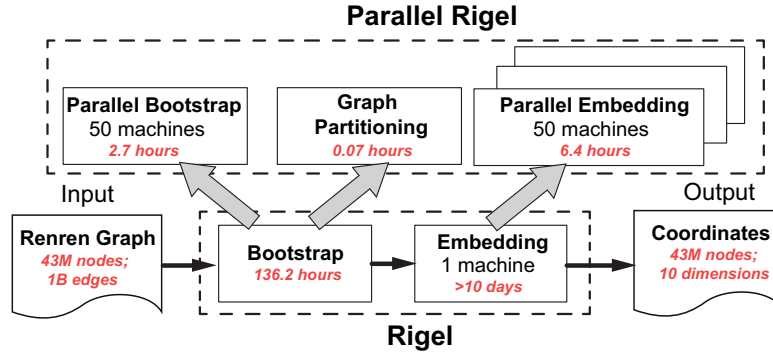 Parallel Rigel
Parallel Bootstrap
50 machines
2.7 hours
Graph
Partitioning
0.07 hours
Parallel Embedding
50 machines
6.4 hours
Input
Output
Renren Graph
43M nodes;
1B edges
Bootstrap
136.2 hours
Embedding
1 machine
>10 days
Coordinates
43M nodes;
10 dimensions
Rigel